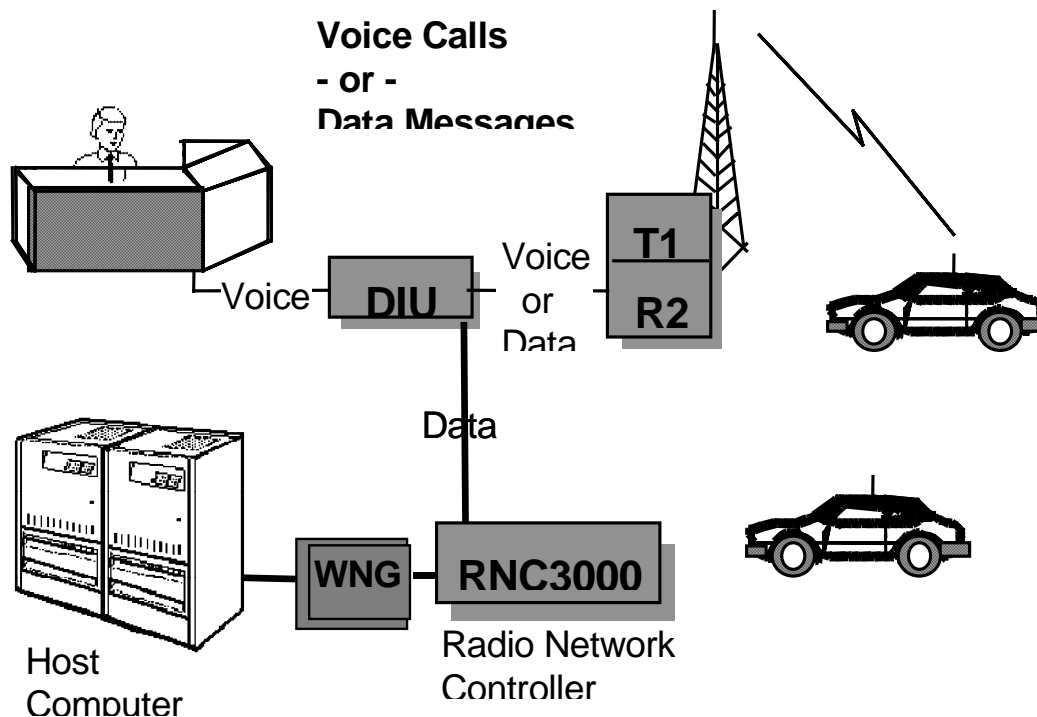 Voice Calls
- or -
Data Messages
T1
R2
Voice
or
Data
Voice
DIU
Data
WNG
RNC3000
Radio Network
Controller
Host
Computer